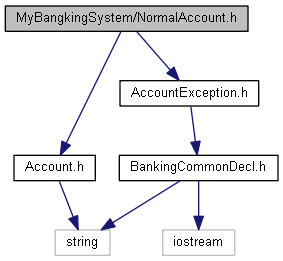 MyBangkingSystem/NormalAccount.h
AccountException.h
Account.h
BankingCommonDecl.h
string
iostream